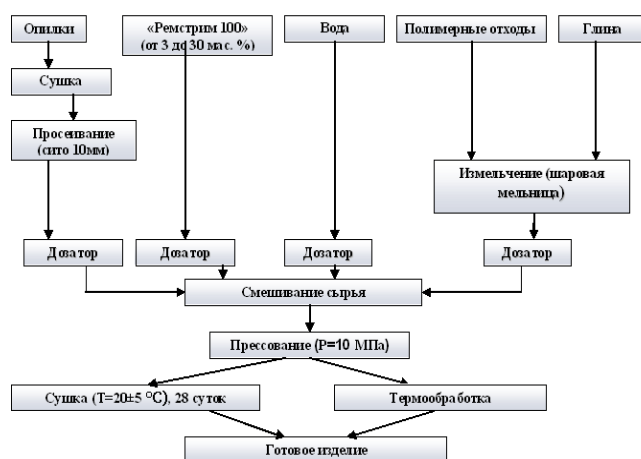 Опилки
«Ремстрим 100»
(от 3 до 30 мас. %)
Вода
Полимерные отходы
Глина
Сушка
Просеивание
(сито 10мм)
Измельчение (шаровая
мельница)
Дозатор
Дозатор
Дозатор
Дозатор
Смешивание сырья
Прессование (Р=10 МПа)
Сушка (Т=20±5 °С), 28 суток
Термообработка
Готовое изделие